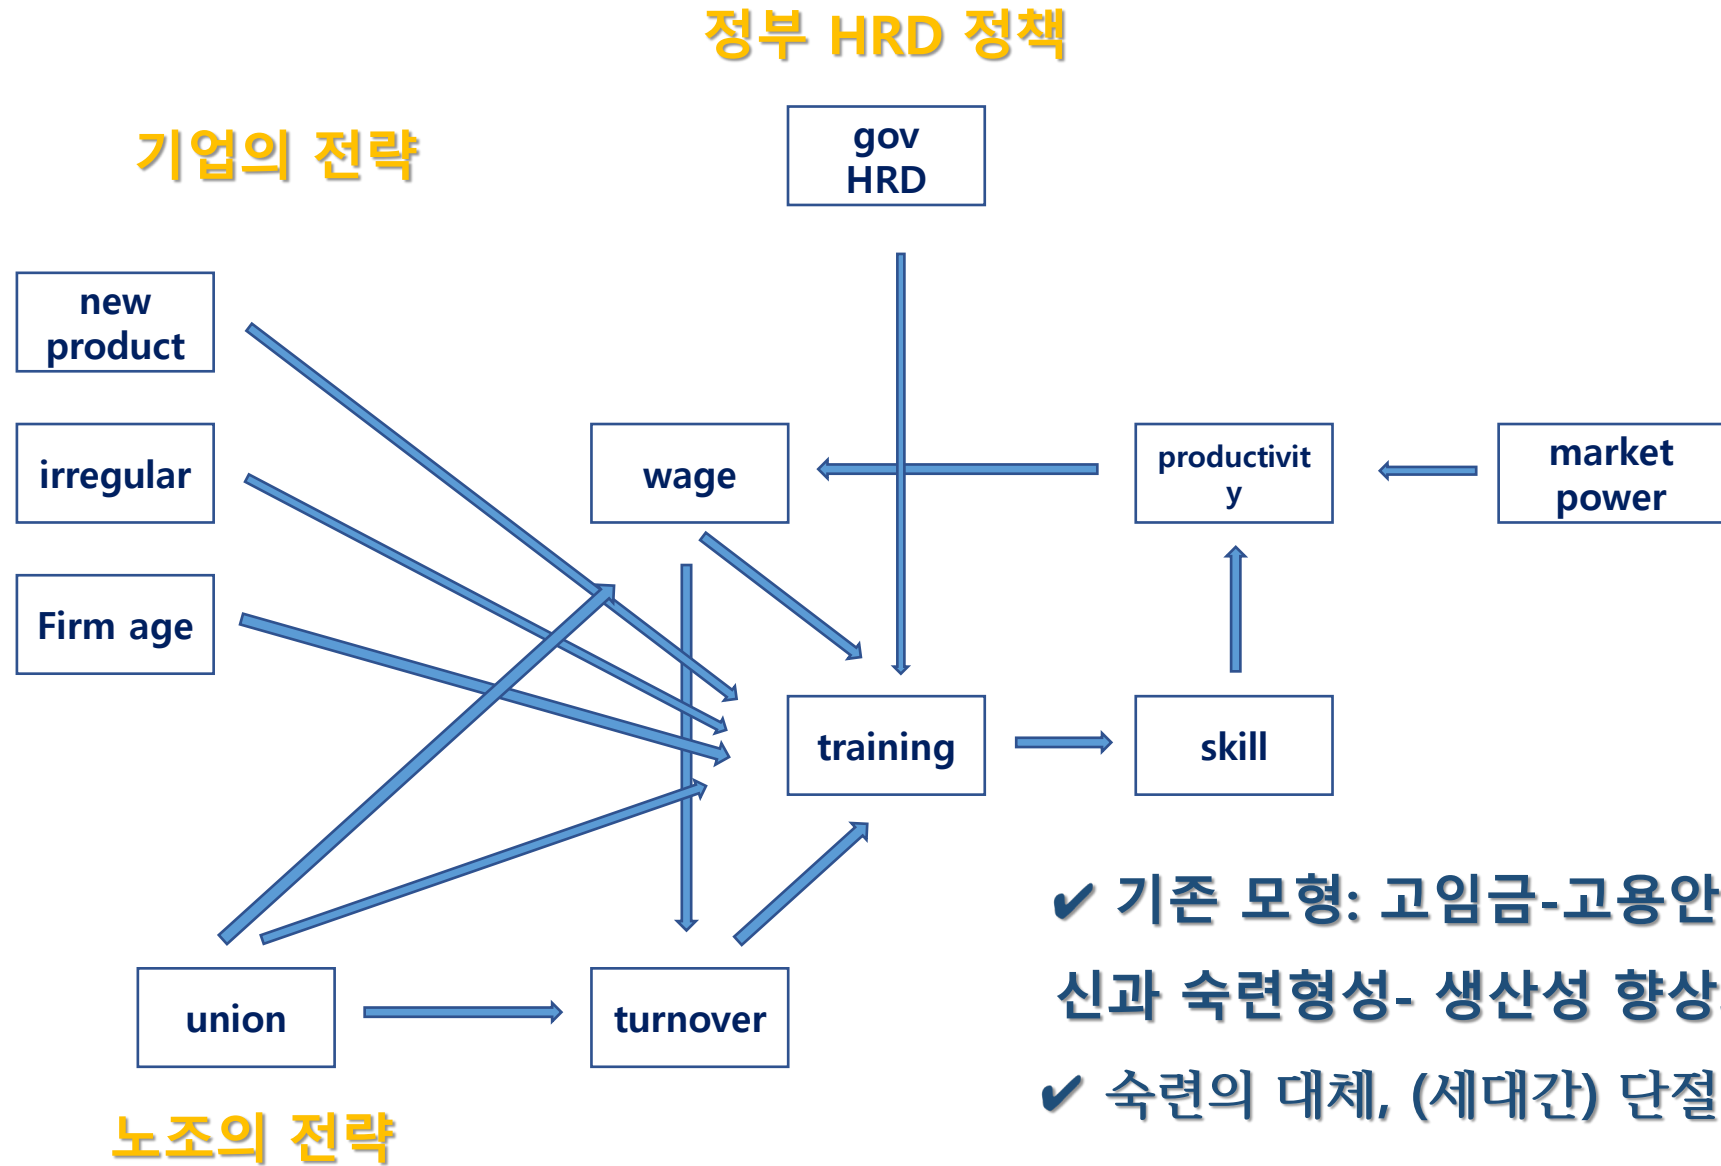 정부 HRD 정책
기업의 전략
gov
HRD
new
product
irregular
wage
productivit
y
market
power
Firm age
training
skill
✔ 기존 모형: 고임금-고용안
신과 숙련형성- 생산성 향상
✔ 숙련의 대체, (세대간) 단절
union
turnover
노조의 전략